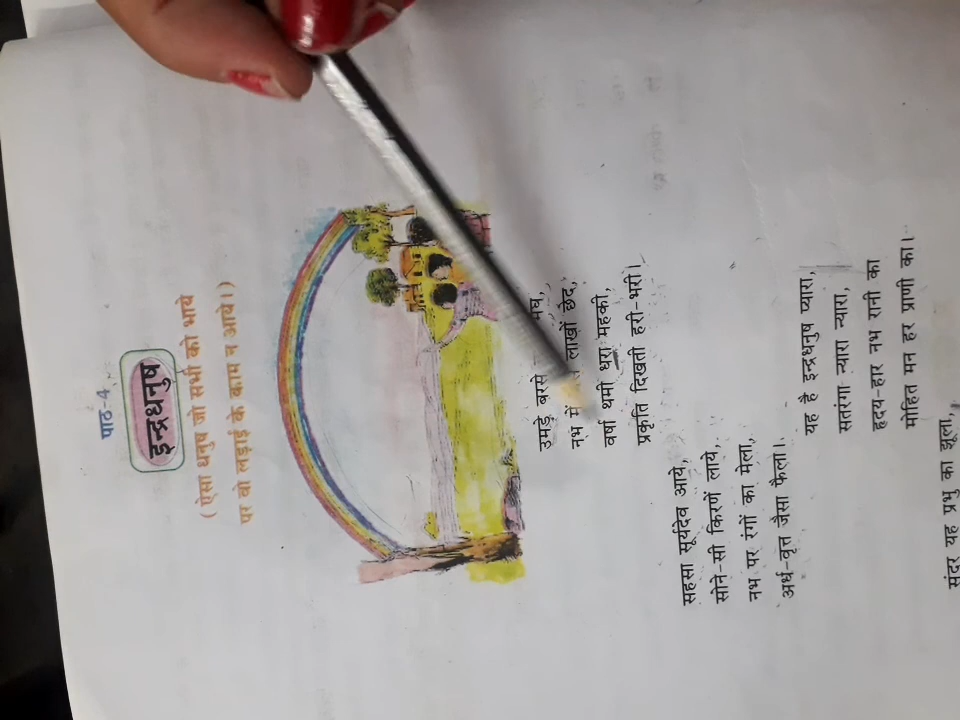 पाठ-4
इन्द्रधनुष
( ऐसा धनुष जो सभी को भाये
पर वो लड़ाई के काम न आये।)
उमड़े बरसे
नभ में लाखों छेद,
वर्षा थमी धरा महकी,
प्रकृति दिखती हरी-भरी।
सहसा सूर्यदेव आये,
सोने-सी किरणें लाये,
नभ पर रंगों का मेला,
अर्ध-वृत्त जैसा फैला।
यह है इन्द्रधनुष प्यारा,
सतरंगा न्यारा न्यारा,
हृदय-हार नभ रानी का
मोहित मन हर प्राणी का।
सुंदर यह प्रभु का झूला,